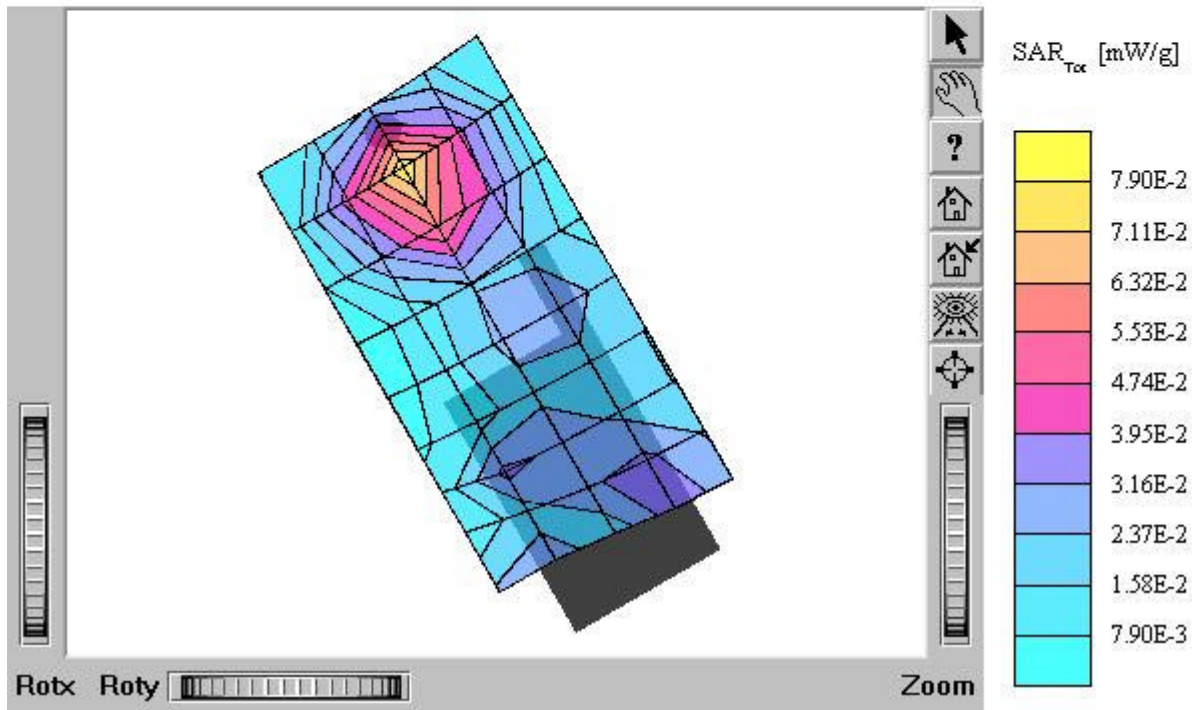 SAR_Tot [mW/g]
?
7.90E-2
7.11E-2
6.32E-2
5.53E-2
4.74E-2
3.95E-2
3.16E-2
2.37E-2
1.58E-2
7.90E-3
Rotx Roty Zoom